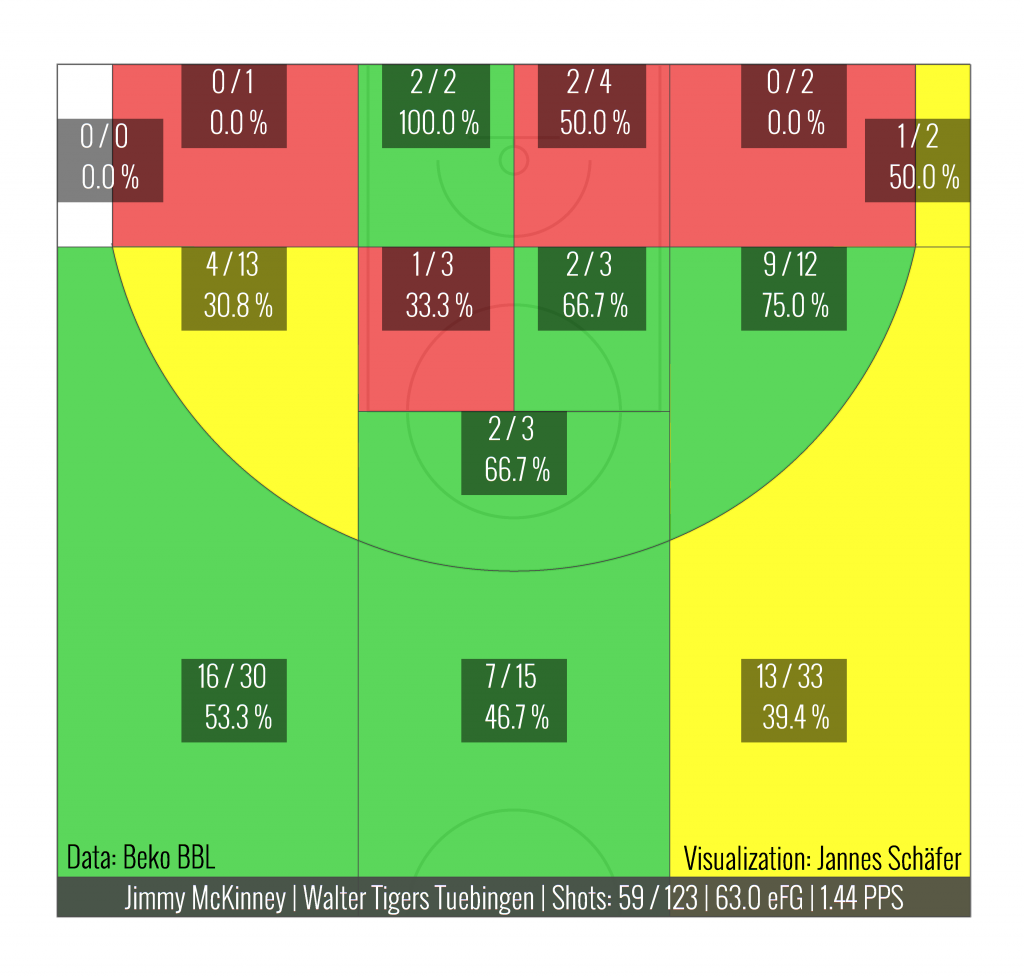 0 / 1
0.0 %
2 / 2
100.0 %
2 / 4
50.0 %
0 / 2
0.0 %
0 / 0
0.0 %
1 / 2
50.0 %
4 / 13
30.8 %
1 / 3
33.3 %
2 / 3
66.7 %
9 / 12
75.0 %
2 / 3
66.7 %
16 / 30
53.3 %
7 / 15
46.7 %
13 / 33
39.4 %
Data: Beko BBL
Visualization: Jannes Schäfer
Jimmy McKinney | Walter Tigers Tuebingen | Shots: 59 / 123 | 63.0 eFG | 1.44 PPS